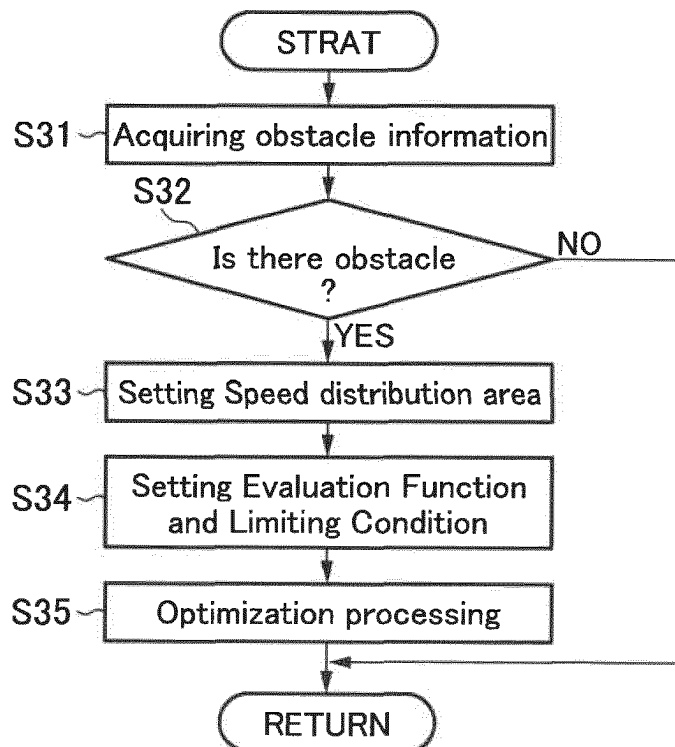 STRAT
S31
Acquiring obstacle information
S32
Is there obstacle
?
NO
YES
S33
Setting Speed distribution area
S34
Setting Evaluation Function
and Limiting Condition
S35
Optimization processing
RETURN